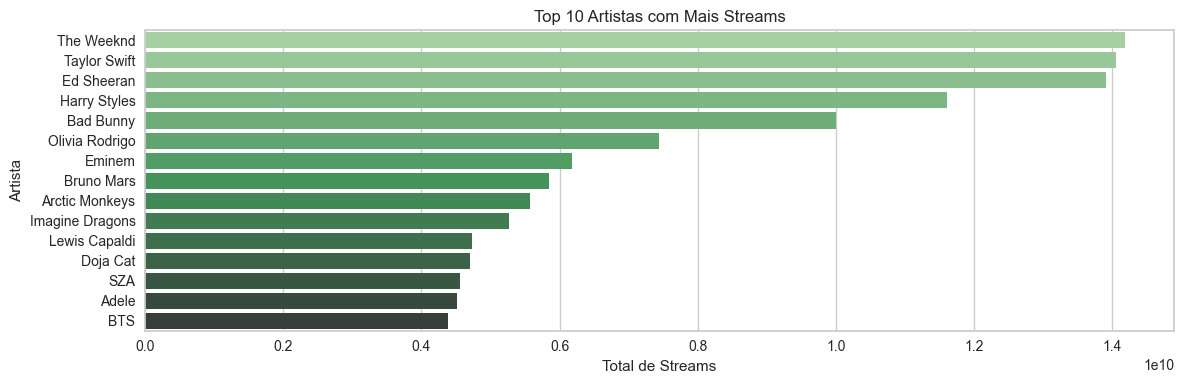 Top 10 Artistas com Mais Streams
Artista
The Weeknd
Taylor Swift
Ed Sheeran
Harry Styles
Bad Bunny
Olivia Rodrigo
Eminem
Bruno Mars
Arctic Monkeys
Imagine Dragons
Lewis Capaldi
Doja Cat
SZA
Adele
BTS
0.0 0.2 0.4 0.6 0.8 1.0 1.2 1.4
1e10
Total de Streams